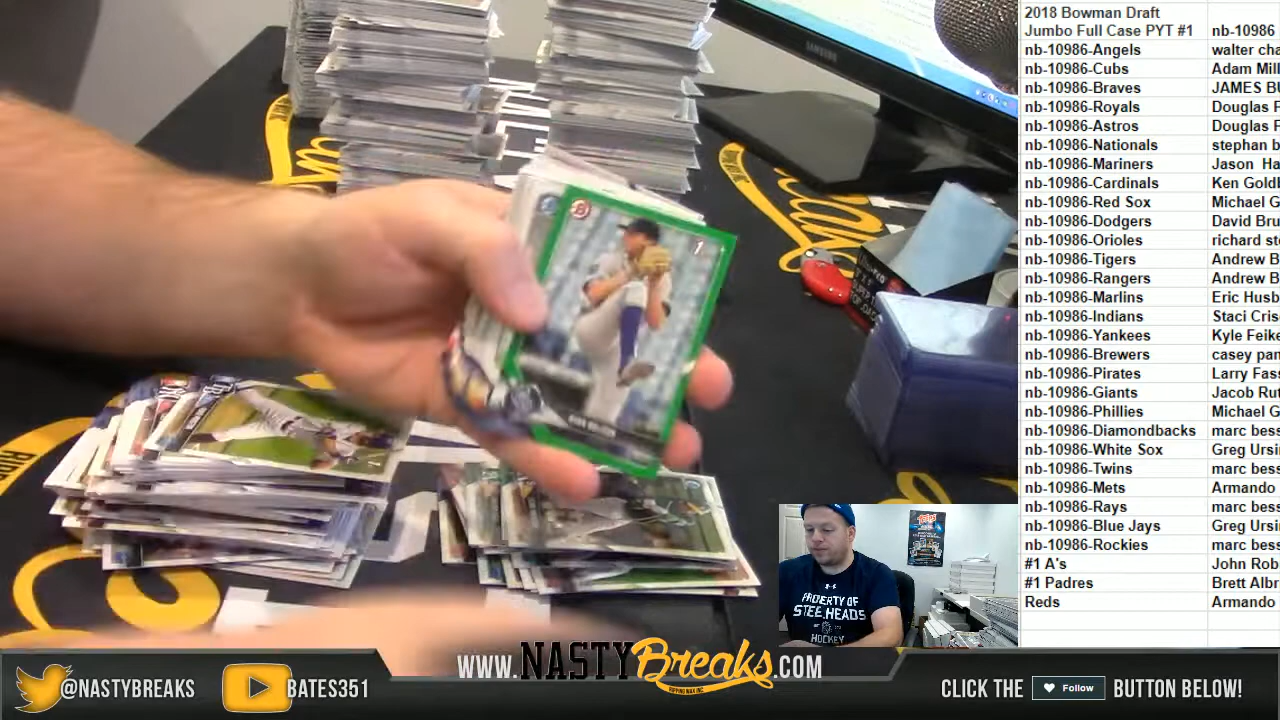 2018 Bowman Draft
Jumbo Full Case PYT #1 nb-10986
nb-10986-Angels walter cha
nb-10986-Cubs Adam Mill
nb-10986-Braves JAMES BU
nb-10986-Royals Douglas F
nb-10986-Astros Douglas F
nb-10986-Nationals stephan b
nb-10986-Mariners Jason Ha
nb-10986-Cardinals Ken Goldb
nb-10986-Red Sox Michael G
nb-10986-Dodgers David Bru
nb-10986-Orioles richard ste
nb-10986-Tigers Andrew B
nb-10986-Rangers Andrew B
nb-10986-Marlins Eric Husb
nb-10986-Indians Staci Cris
nb-10986-Yankees Kyle Feike
nb-10986-Brewers casey pan
nb-10986-Pirates Larry Fass
nb-10986-Giants Jacob Rut
nb-10986-Phillies Michael G
nb-10986-Diamondbacks marc bess
nb-10986-White Sox Greg Ursi
nb-10986-Twins marc bess
nb-10986-Mets Armando
nb-10986-Rays marc bess
nb-10986-Blue Jays Greg Ursi
nb-10986-Rockies marc bess
#1 A's John Rob
#1 Padres Brett Albr
Reds Armando
SAMSUNG
PROPERTY OF
STEELHEADS
HOCKEY
@NASTYBREAKS
BATES351
WWW.NASTYBreaks.COM
RIPPING WAX INC
CLICK THE Follow BUTTON BELOW!